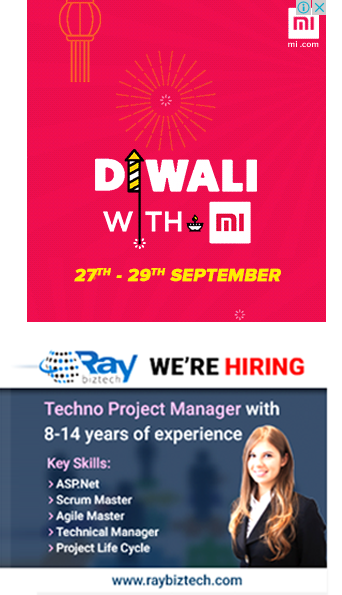 mi
mi.com
DIWALI
WITH mi
27TH - 29TH SEPTEMBER
Ray
biztech
WE'RE HIRING
Techno Project Manager with
8-14 years of experience
Key Skills:
> ASP.Net
> Scrum Master
> Agile Master
> Technical Manager
> Project Life Cycle
www.raybiztech.com